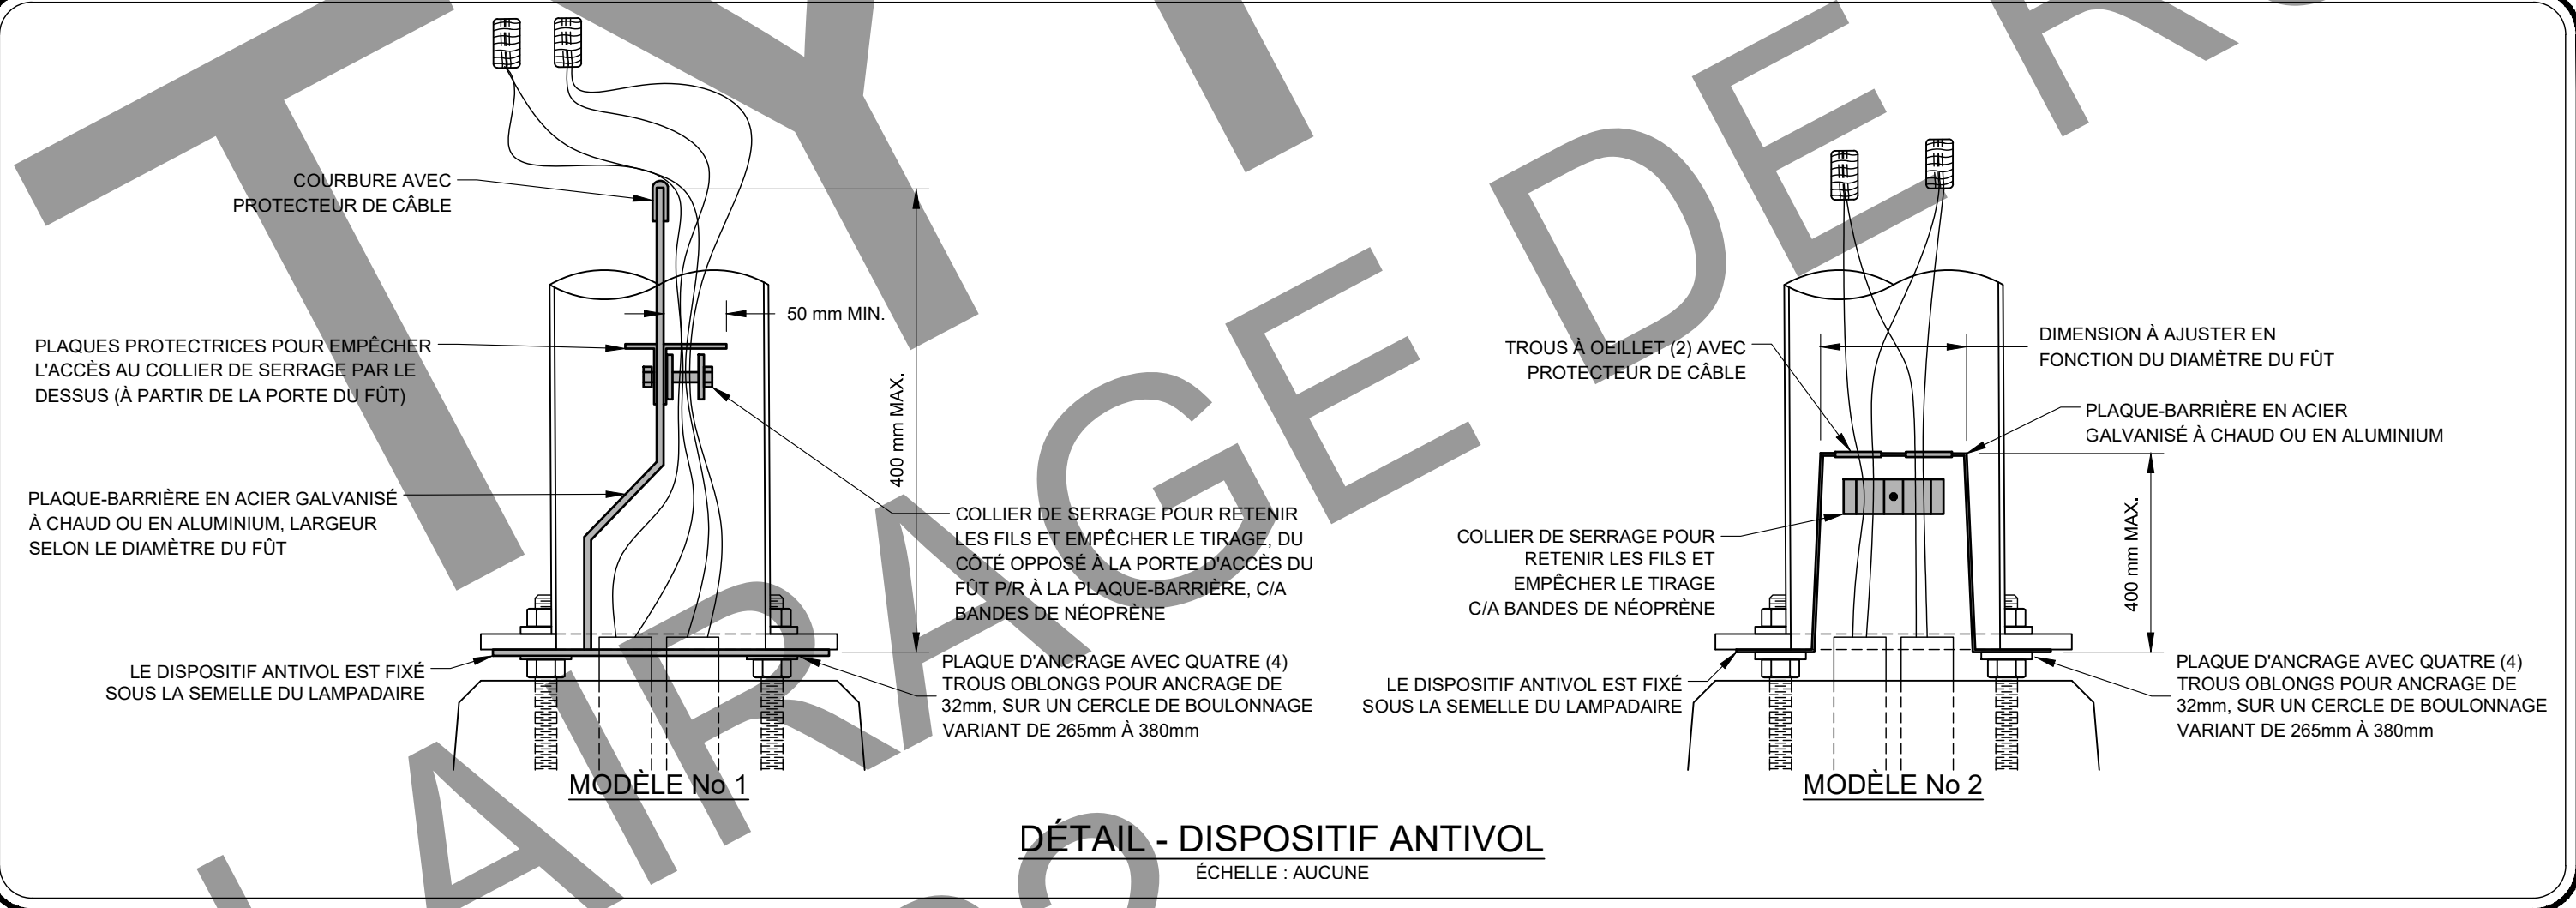 COURBURE AVEC
PROTECTEUR DE CÂBLE
50 mm MIN.
PLAQUES PROTECTRICES POUR EMPÊCHER
L'ACCÈS AU COLLIER DE SERRAGE PAR LE
DESSUS (À PARTIR DE LA PORTE DU FÛT)
400 mm MAX.
PLAQUE-BARRIÈRE EN ACIER GALVANISÉ
À CHAUD OU EN ALUMINIUM, LARGEUR
SELON LE DIAMÈTRE DU FÛT
COLLIER DE SERRAGE POUR RETENIR
LES FILS ET EMPÊCHER LE TIRAGE, DU
CÔTÉ OPPOSÉ À LA PORTE D'ACCÈS DU
FÛT P/R À LA PLAQUE-BARRIÈRE, C/A
BANDES DE NÉOPRÈNE
LE DISPOSITIF ANTIVOL EST FIXÉ
SOUS LA SEMELLE DU LAMPADAIRE
PLAQUE D'ANCRAGE AVEC QUATRE (4)
TROUS OBLONGS POUR ANCRAGE DE
32mm, SUR UN CERCLE DE BOULONNAGE
VARIANT DE 265mm À 380mm
MODÈLE No 1
TROUS À OEILLET (2) AVEC
PROTECTEUR DE CÂBLE
DIMENSION À AJUSTER EN
FONCTION DU DIAMÈTRE DU FÛT
PLAQUE-BARRIÈRE EN ACIER
GALVANISÉ À CHAUD OU EN ALUMINIUM
COLLIER DE SERRAGE POUR
RETENIR LES FILS ET
EMPÊCHER LE TIRAGE
C/A BANDES DE NÉOPRÈNE
400 mm MAX.
LE DISPOSITIF ANTIVOL EST FIXÉ
SOUS LA SEMELLE DU LAMPADAIRE
PLAQUE D'ANCRAGE AVEC QUATRE (4)
TROUS OBLONGS POUR ANCRAGE DE
32mm, SUR UN CERCLE DE BOULONNAGE
VARIANT DE 265mm À 380mm
MODÈLE No 2
DÉTAIL - DISPOSITIF ANTIVOL
ÉCHELLE : AUCUNE
TY
AIRAGE DE R